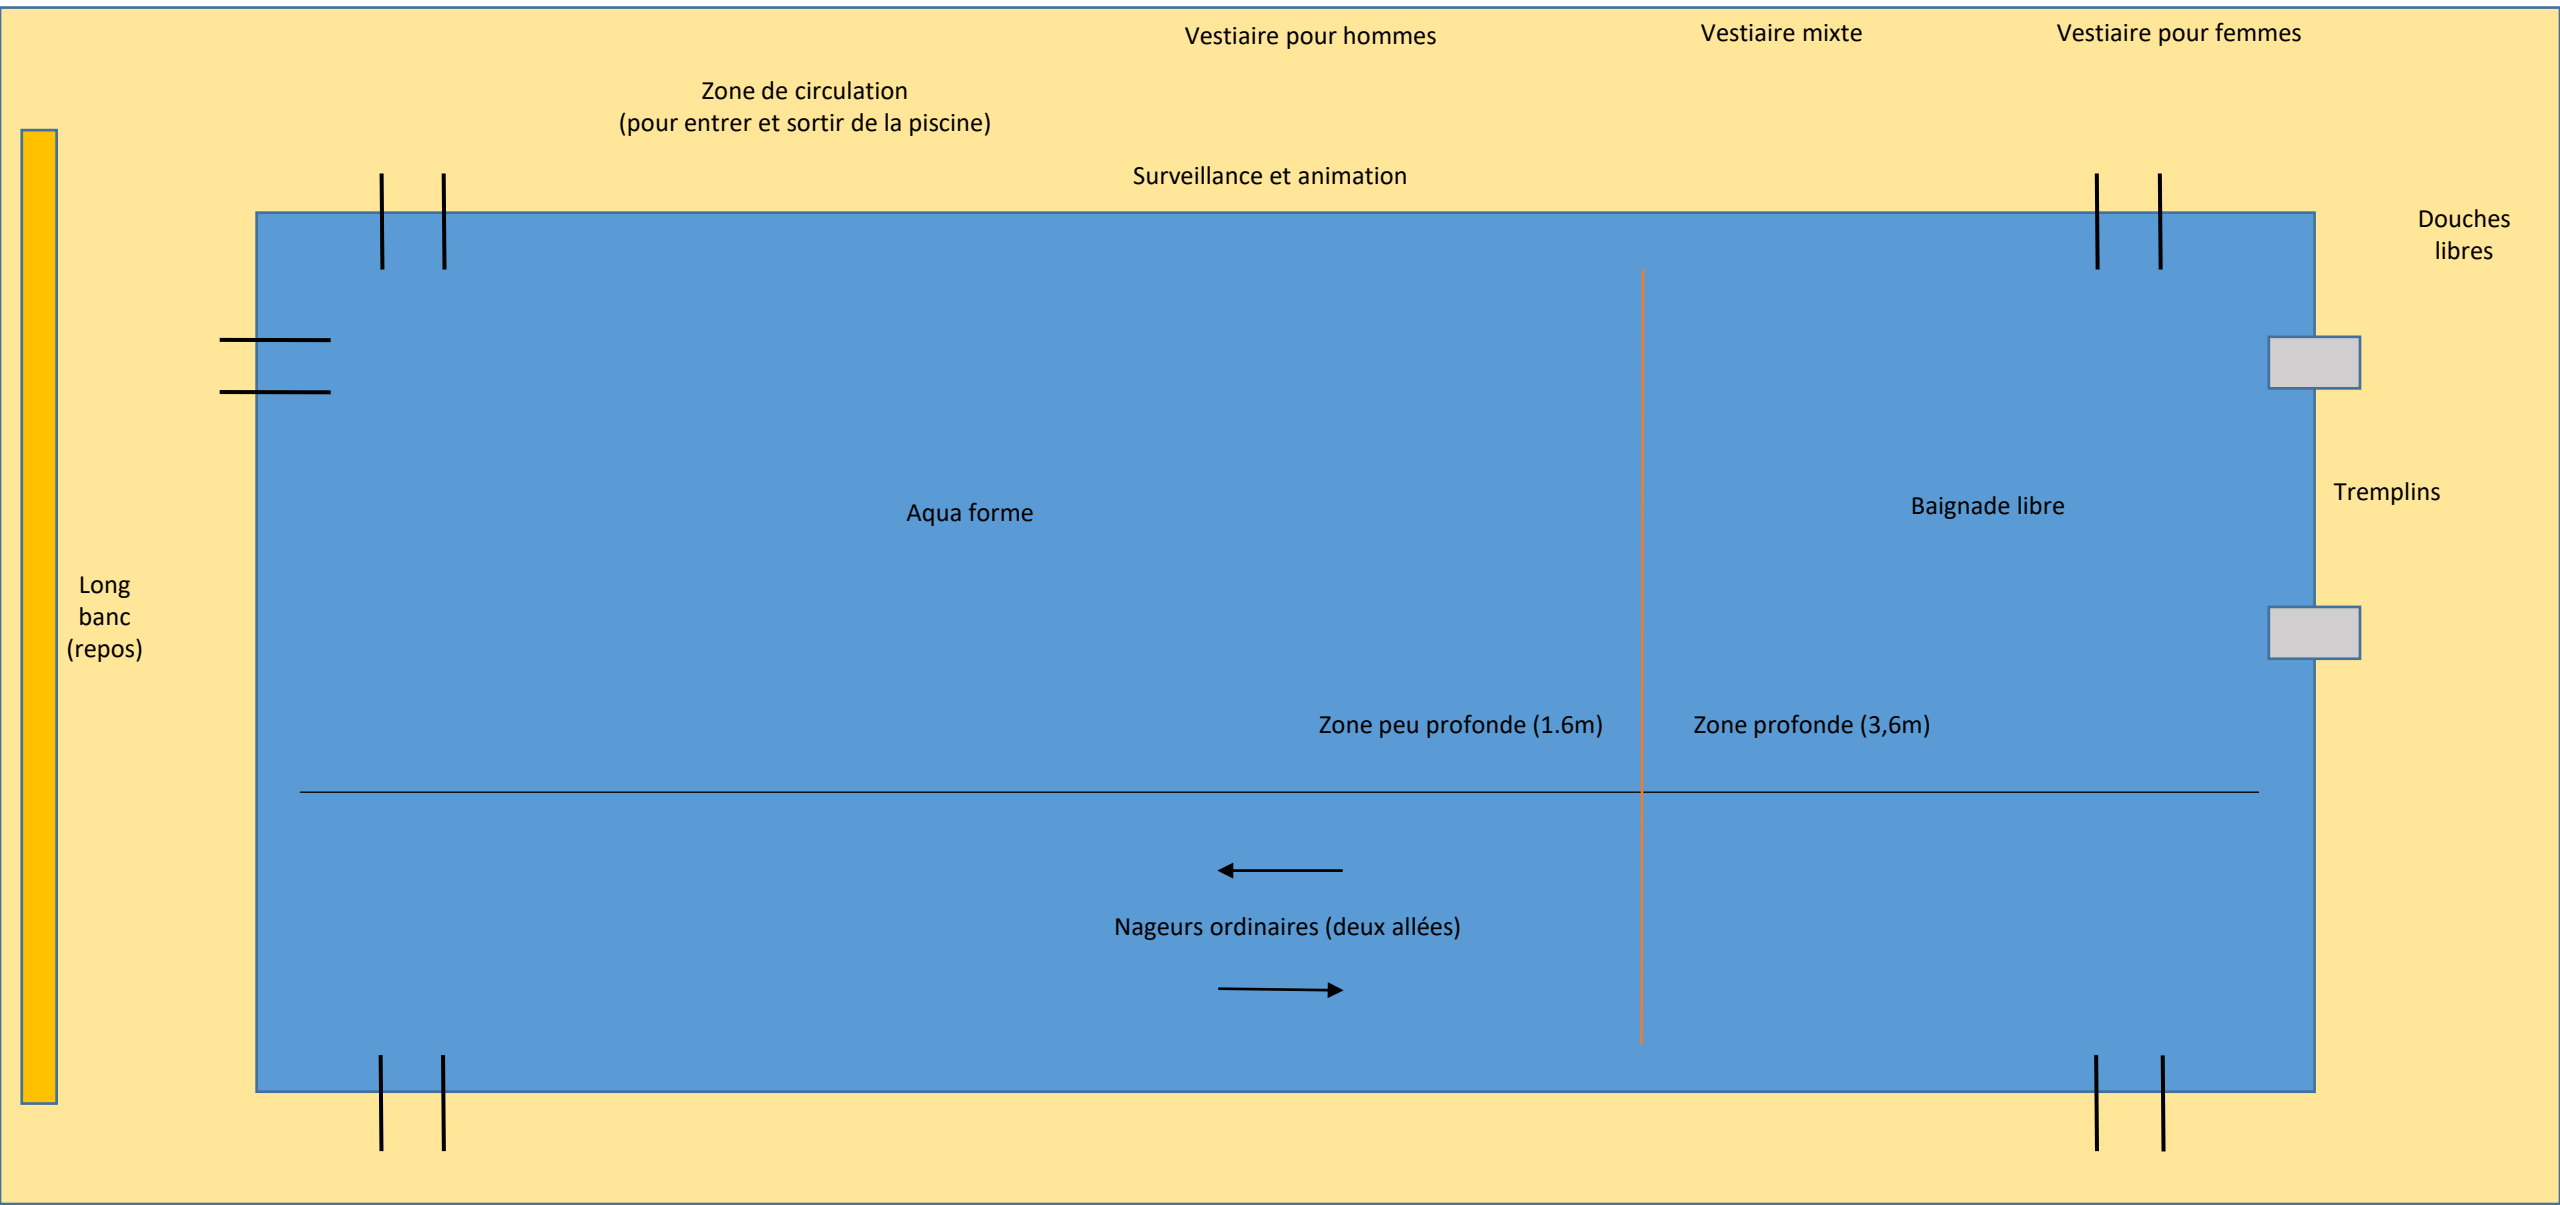 Vestiaire pour hommes
Vestiaire mixte
Vestiaire pour femmes
Zone de circulation
(pour entrer et sortir de la piscine)
Surveillance et animation
Douches
libres
Aqua forme
Baignade libre
Tremplins
Long
banc
(repos)
Zone peu profonde (1.6m)
Zone profonde (3,6m)
Nageurs ordinaires (deux allées)